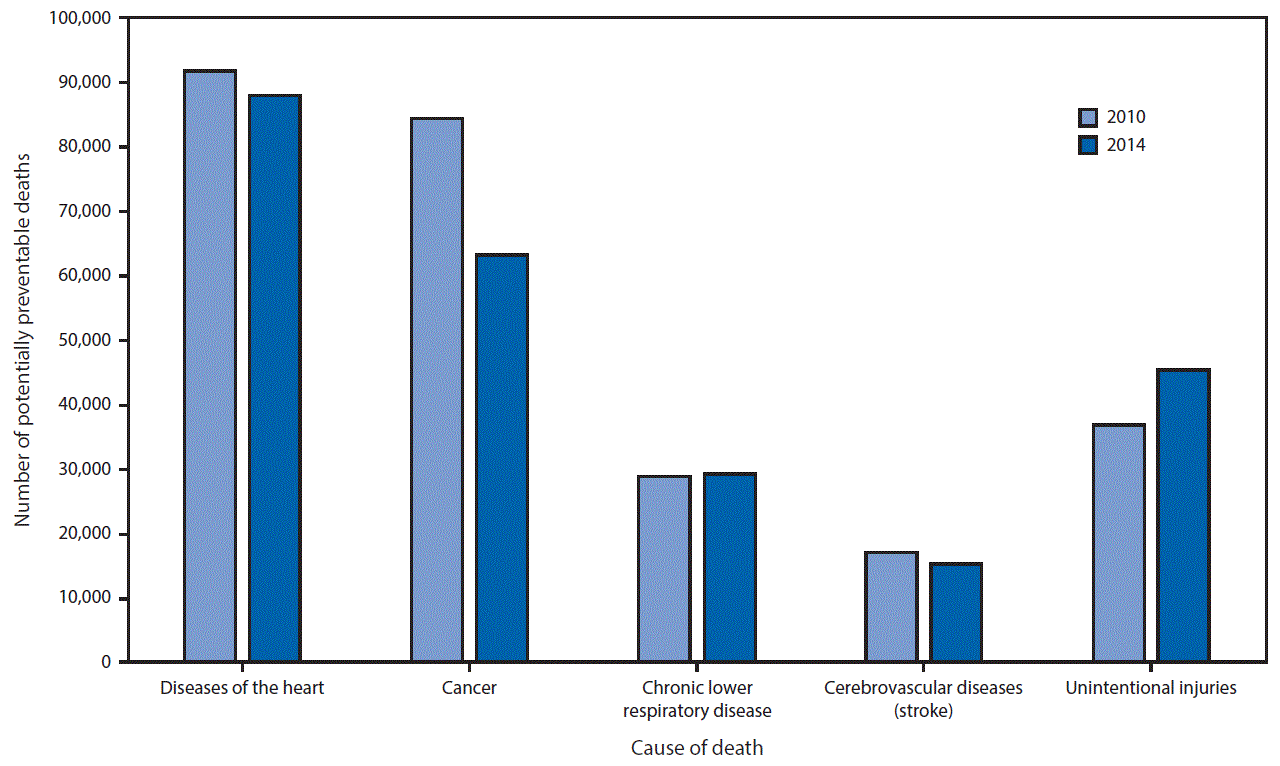 Number of potentially preventable deaths
100,000
90,000
80,000
70,000
60,000
50,000
40,000
30,000
20,000
10,000
0
2010
2014
Diseases of the heart
Cancer
Chronic lower
respiratory disease
Cerebrovascular diseases
(stroke)
Unintentional injuries
Cause of death